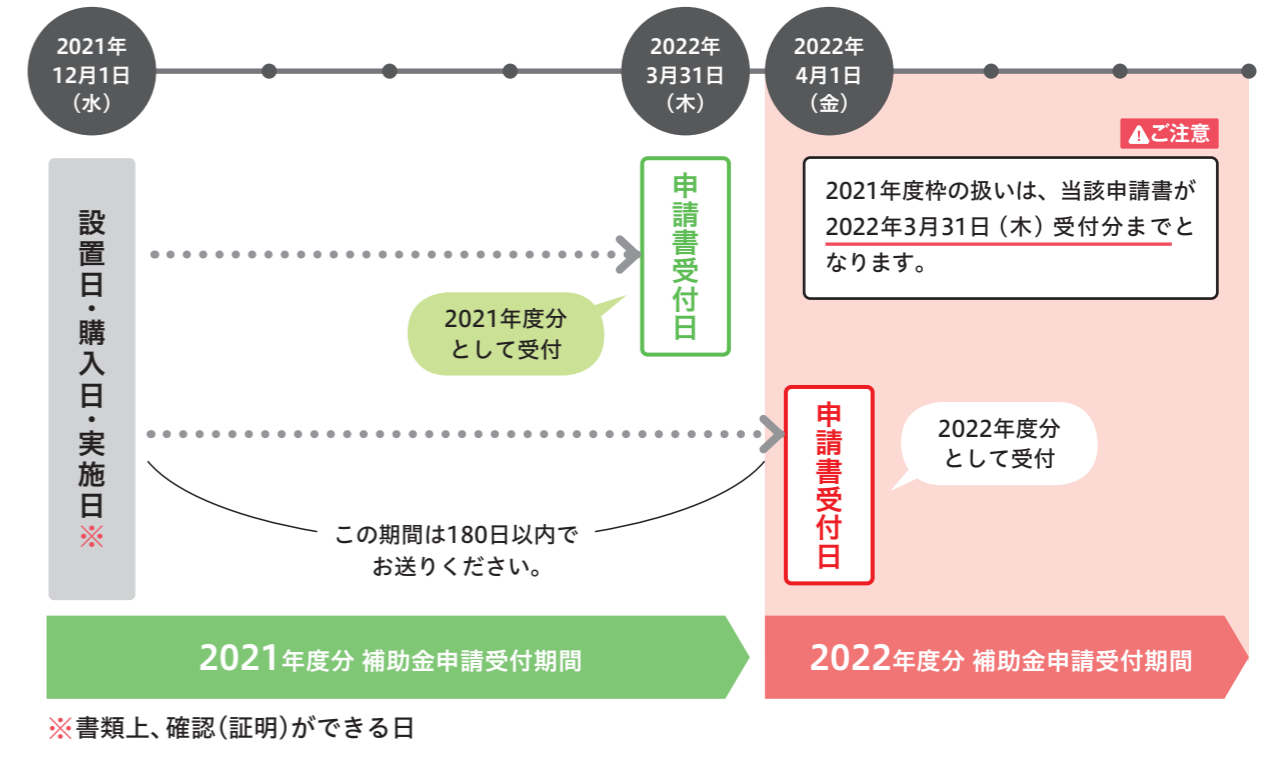 2021年
12月1日
（水）
2022年
3月31日
（木）
2022年
4月1日
（金）
ご注意
2021年度枠の扱いは、当該申請書が
2022年3月31日（木）受付分までと
なります。
設置日・購入日・実施日※
申請書受付日
2021年度分
として受付
申請書受付日
2022年度分
として受付
この期間は180日以内で
お送りください。
2021年度分 補助金申請受付期間
2022年度分 補助金申請受付期間
※書類上、確認（証明）ができる日